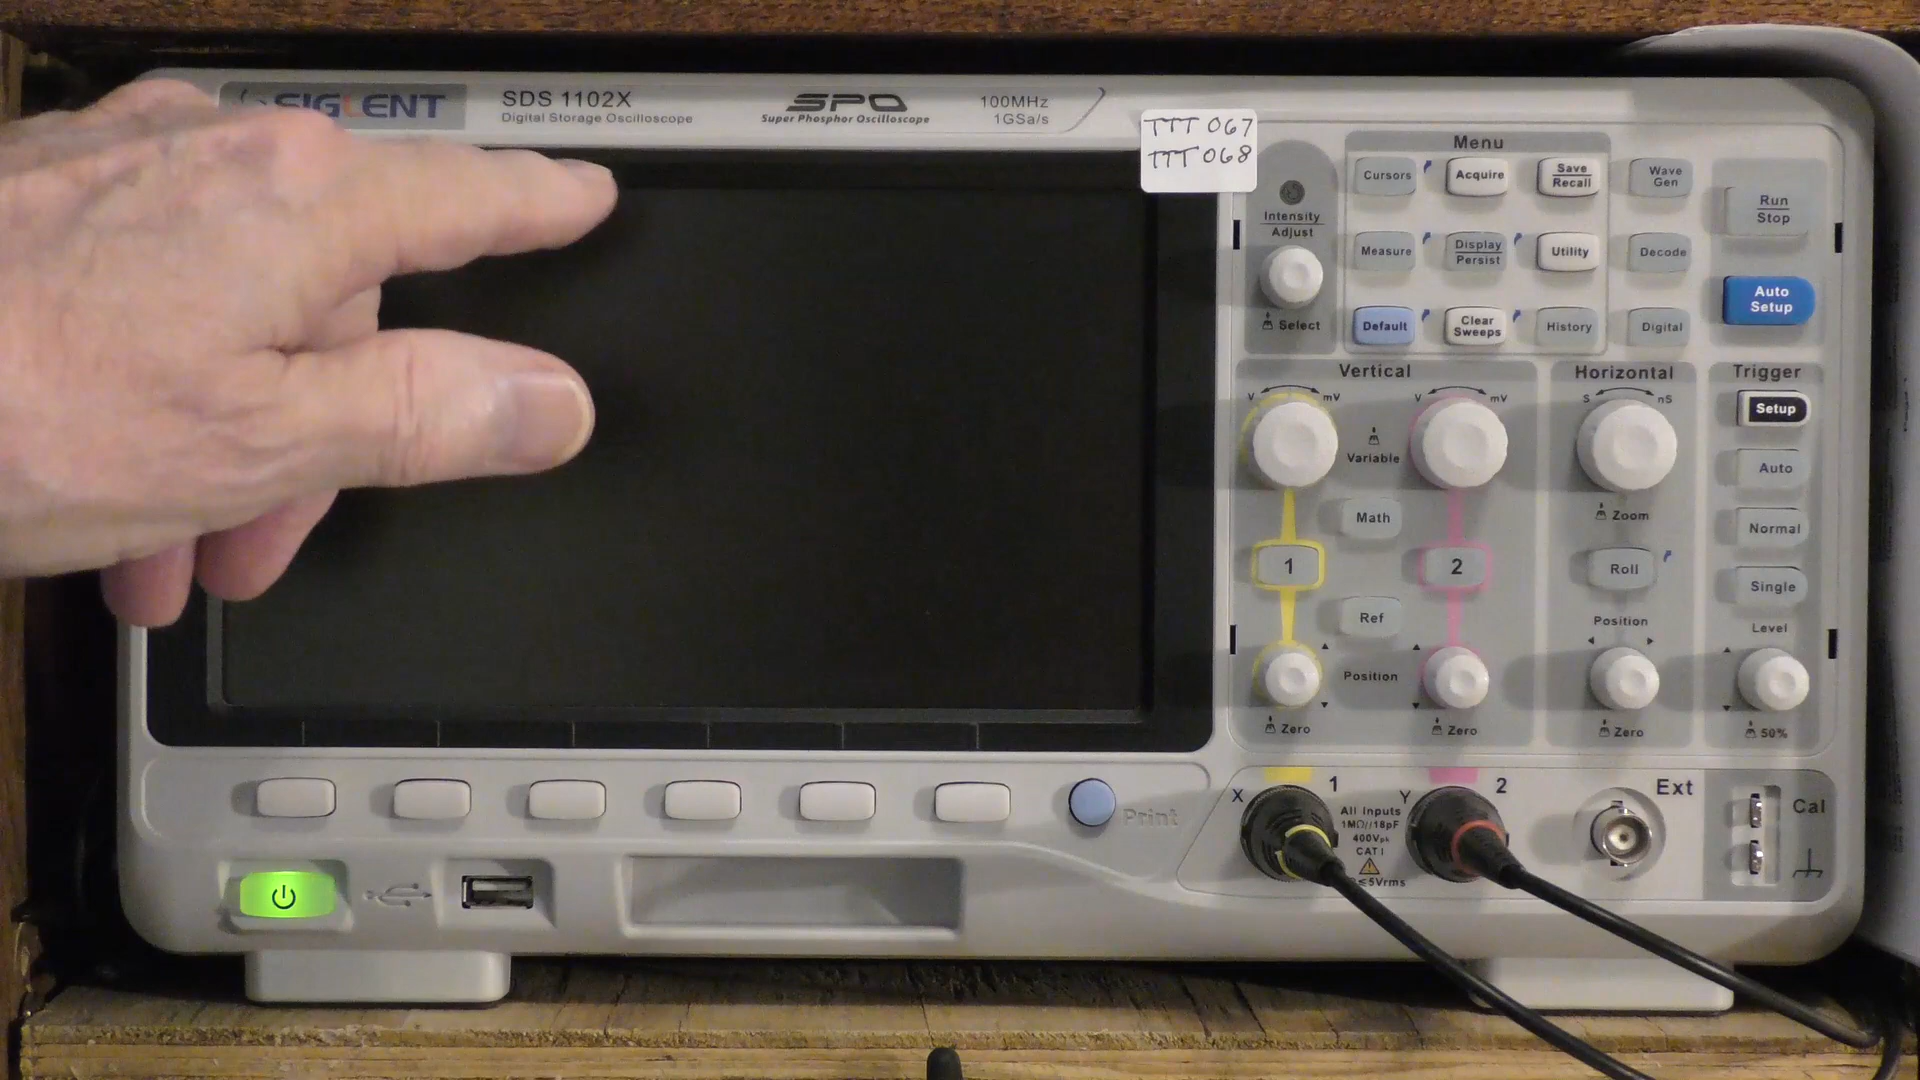 SIGLENT
SDS 1102X
Digital Storage Oscilloscope
SPO
Super Phosphor Oscilloscope
100MHz
1GSa/s
TTT 067
TTT 068
Intensity
Adjust
Select
Menu
Cursors
Acquire
Save
Recall
Wave
Gen
Measure
Display
Persist
Utility
Decode
Default
Clear
Sweeps
History
Digital
Run
Stop
Auto
Setup
Vertical
V
mV
V
mV
Variable
Math
1
2
Ref
Position
Zero
Zero
Horizontal
S
nS
Zoom
Roll
Position
Zero
Trigger
Setup
Auto
Normal
Single
Level
50%
Print
X
1
Y
2
All Inputs
1MΩ//18pF
400Vpk
CAT I
≤5Vrms
Ext
Cal